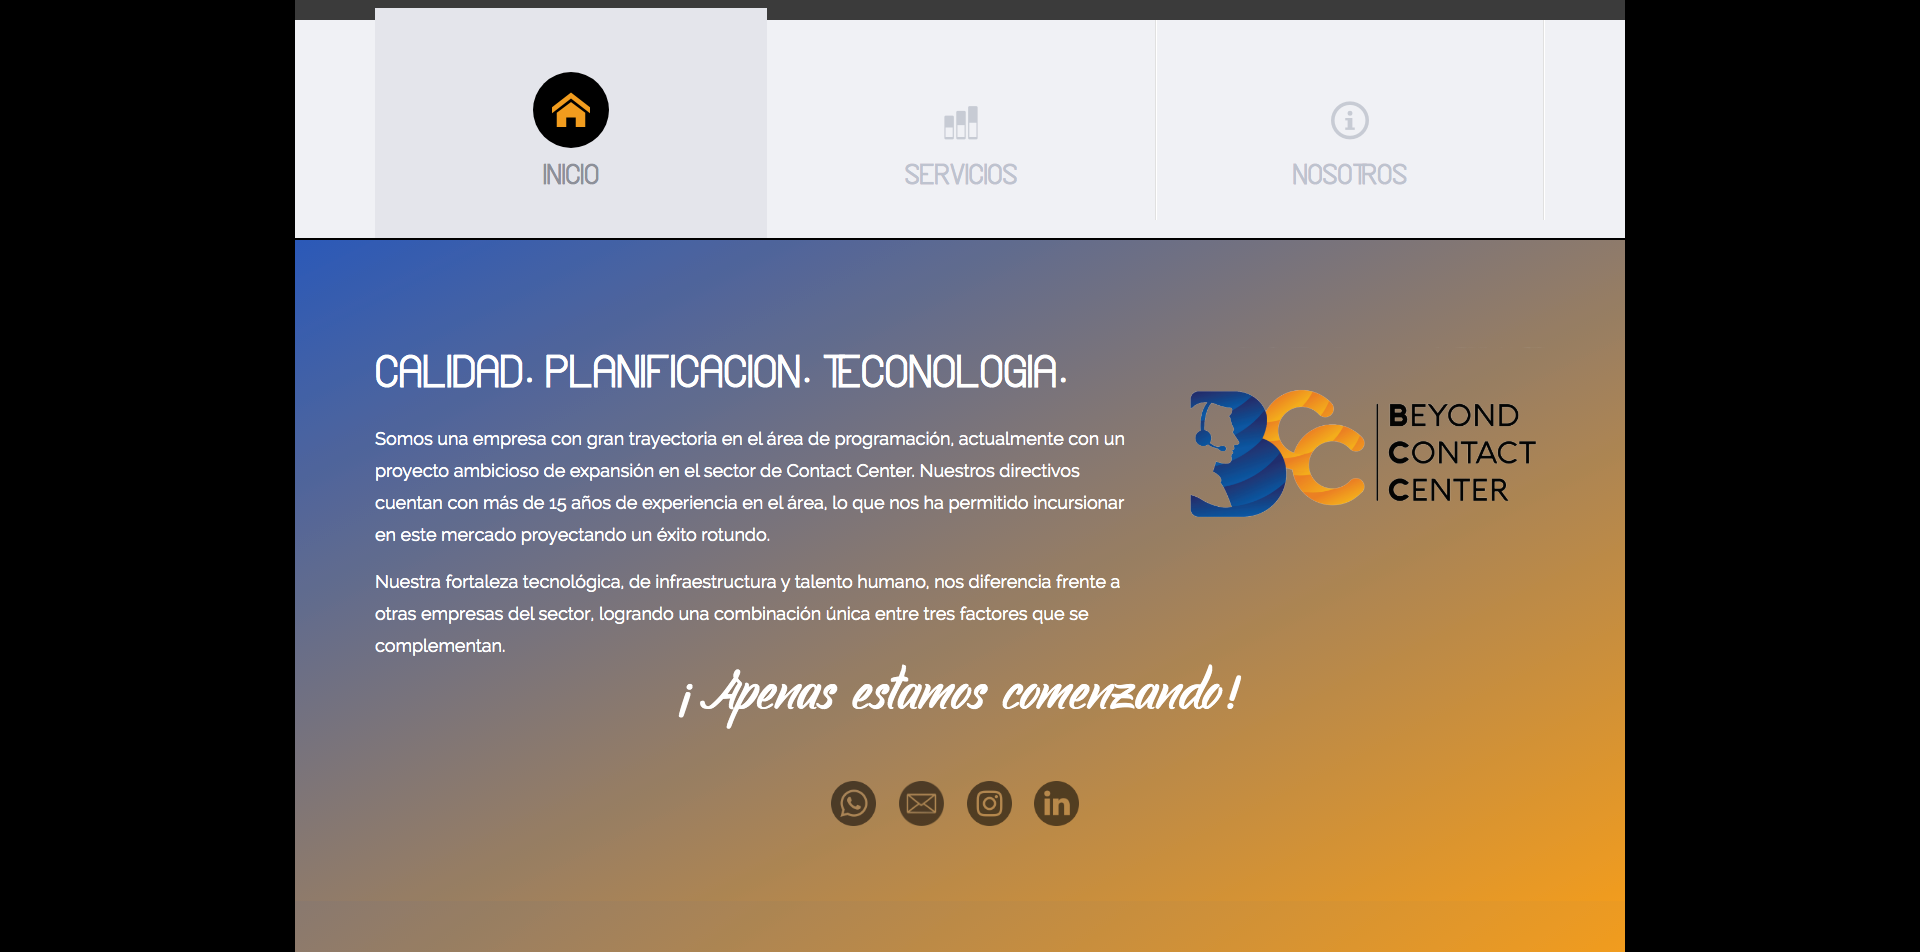 INICIO
SERVICIOS
NOSOTROS
CALIDAD. PLANIFICACION. TECONOLOGIA.
Somos una empresa con gran trayectoria en el área de programación, actualmente con un
proyecto ambicioso de expansión en el sector de Contact Center. Nuestros directivos
cuentan con más de 15 años de experiencia en el área, lo que nos ha permitido incursionar
en este mercado proyectando un éxito rotundo.
Nuestra fortaleza tecnológica, de infraestructura y talento humano, nos diferencia frente a
otras empresas del sector, logrando una combinación única entre tres factores que se
complementan.
BCC
BEYOND
CONTACT
CENTER
¡Apenas estamos comenzando!
in